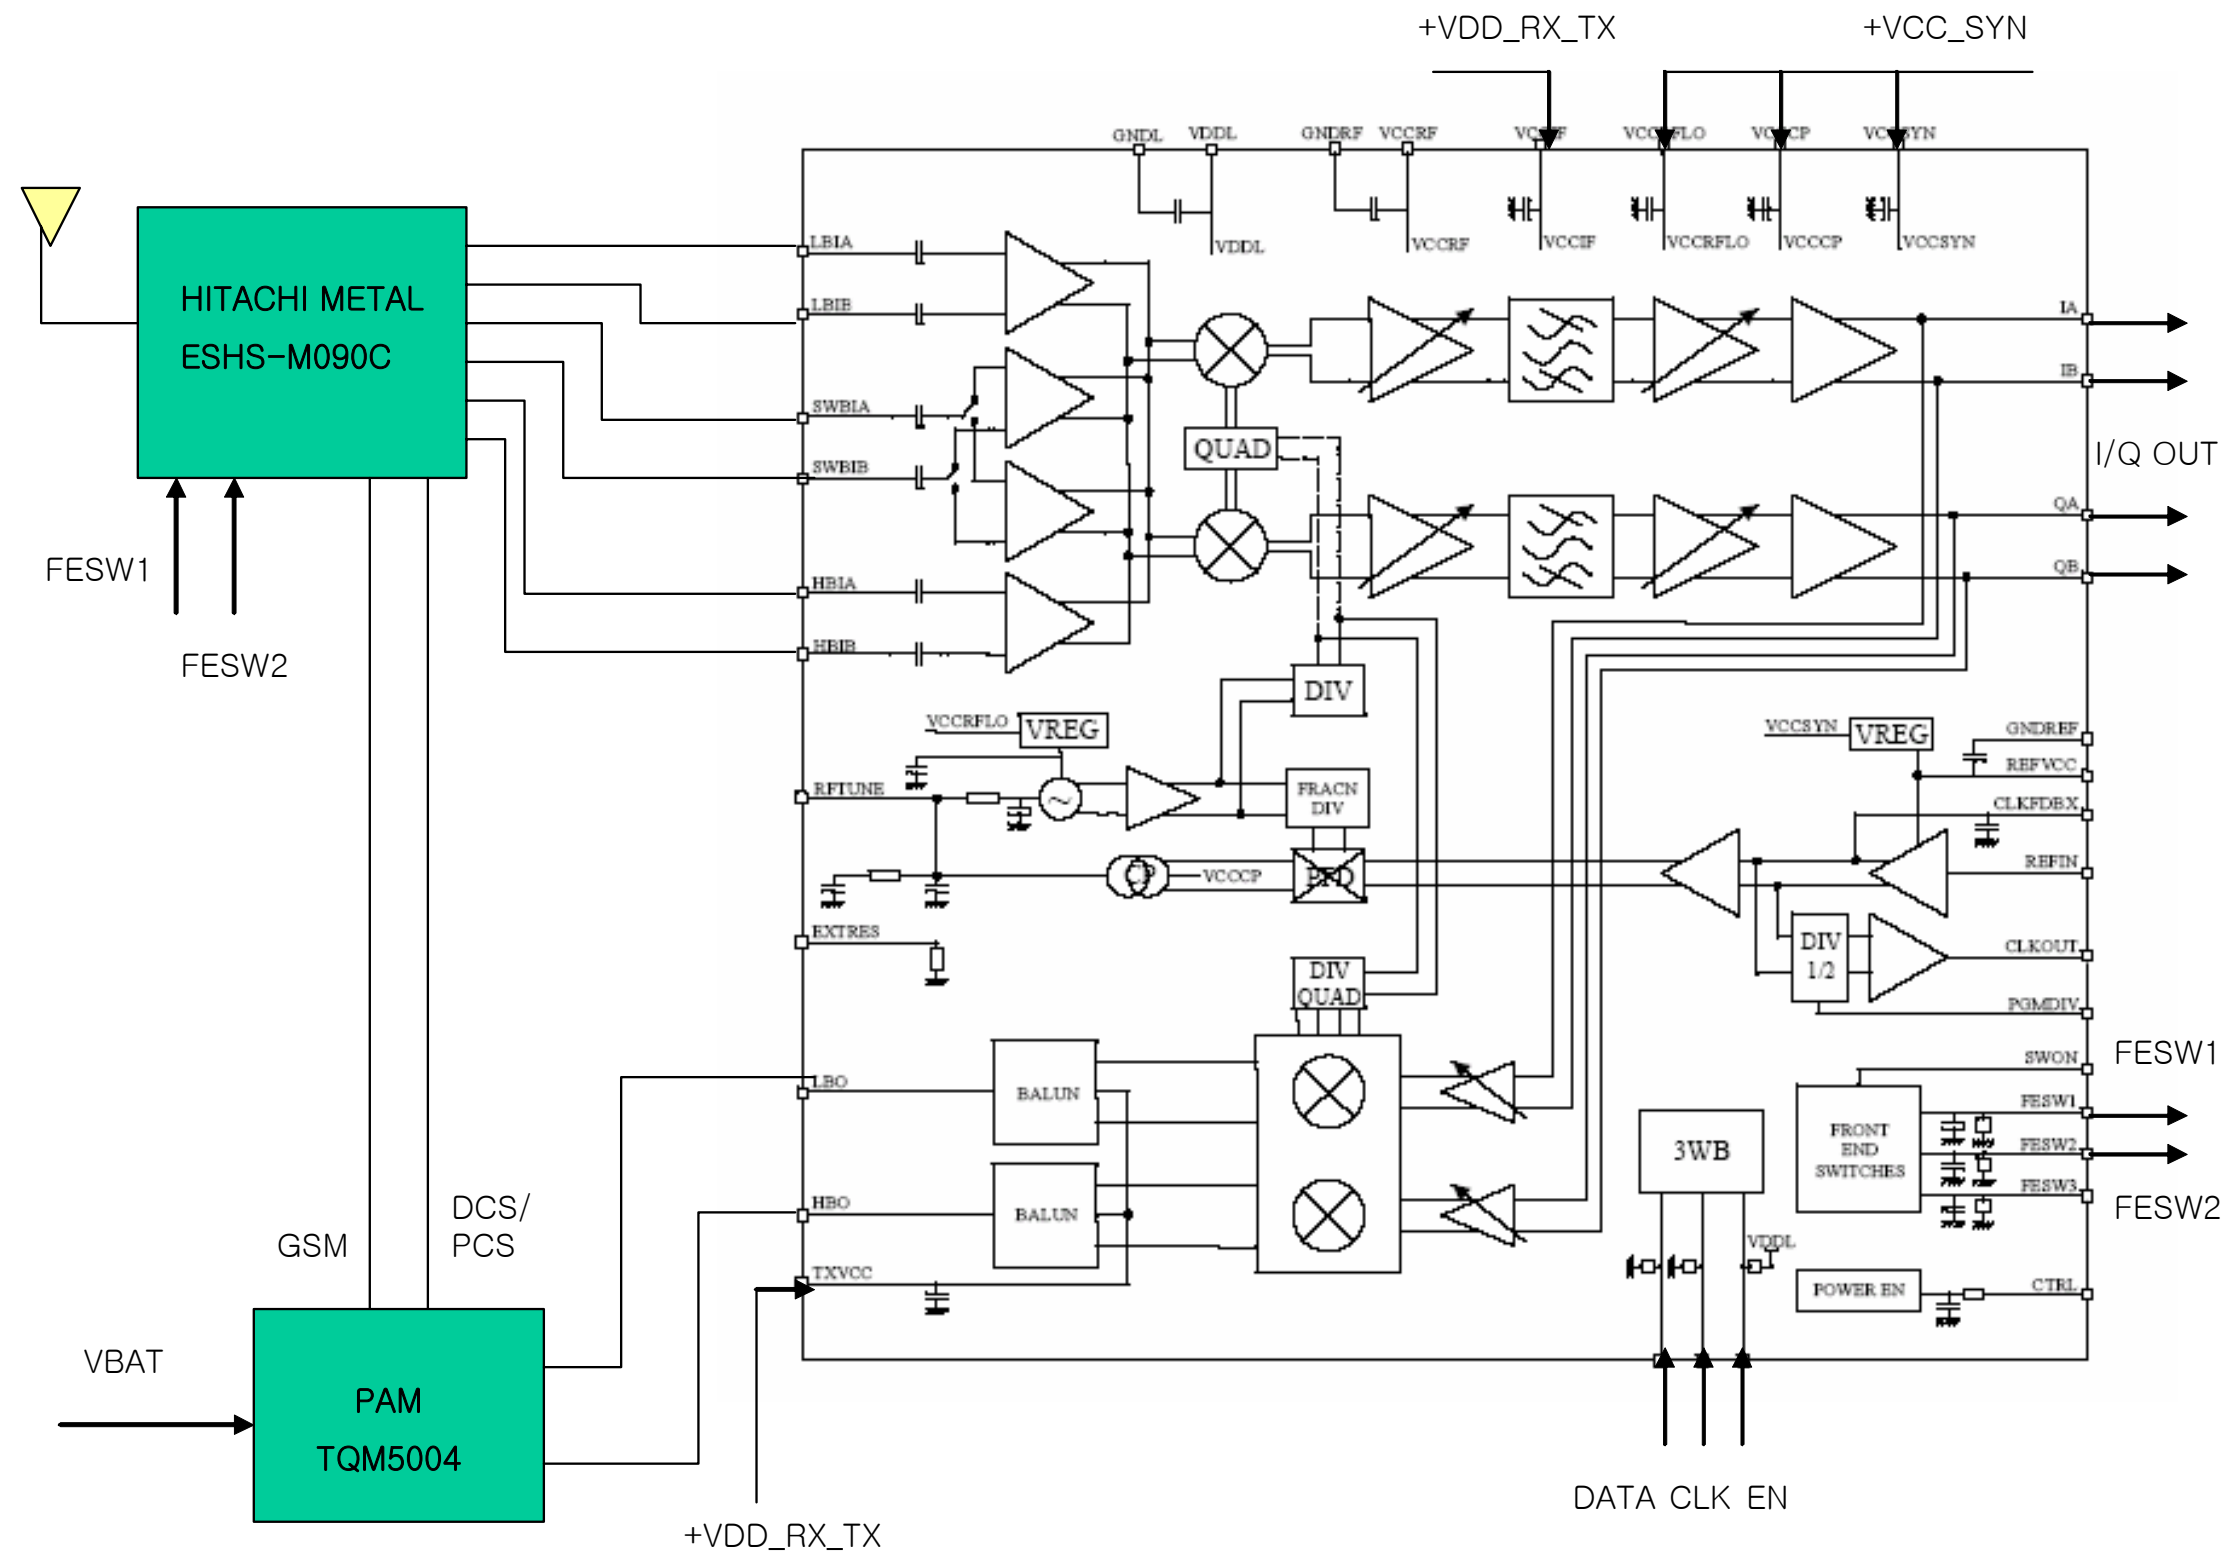 +VDD_RX_TX
+VCC_SYN
GNDL
VDDL
GNDRF
VCCRF
VDDL
VCCRF
VCCIF
VCCRFLO
VCCCP
VCCSYN
HITACHI METAL
ESHS-M090C
LBIA
LBIB
SWBIA
SWBIB
HBIA
HBIB
QUAD
IA
IB
I/Q OUT
QA
QB
FESW1
FESW2
DIV
VCCRFLO
VREG
VCCSYN
VREG
GNDREF
REFVCC
CLKFDBX
REFIN
RFTUNE
FRACN
DIV
CP
VCCCP
PFD
EXTRES
DIV
QUAD
DIV
1/2
CLKOUT
PGMDIV
SWON
FESW1
FESW1
FESW2
FESW3
FESW2
FRONT
END
SWITCHES
LBO
BALUN
HBO
BALUN
TXVCC
3WB
VDDL
POWER EN
CTRL
GSM
DCS/
PCS
VBAT
PAM
TQM5004
+VDD_RX_TX
DATA CLK EN